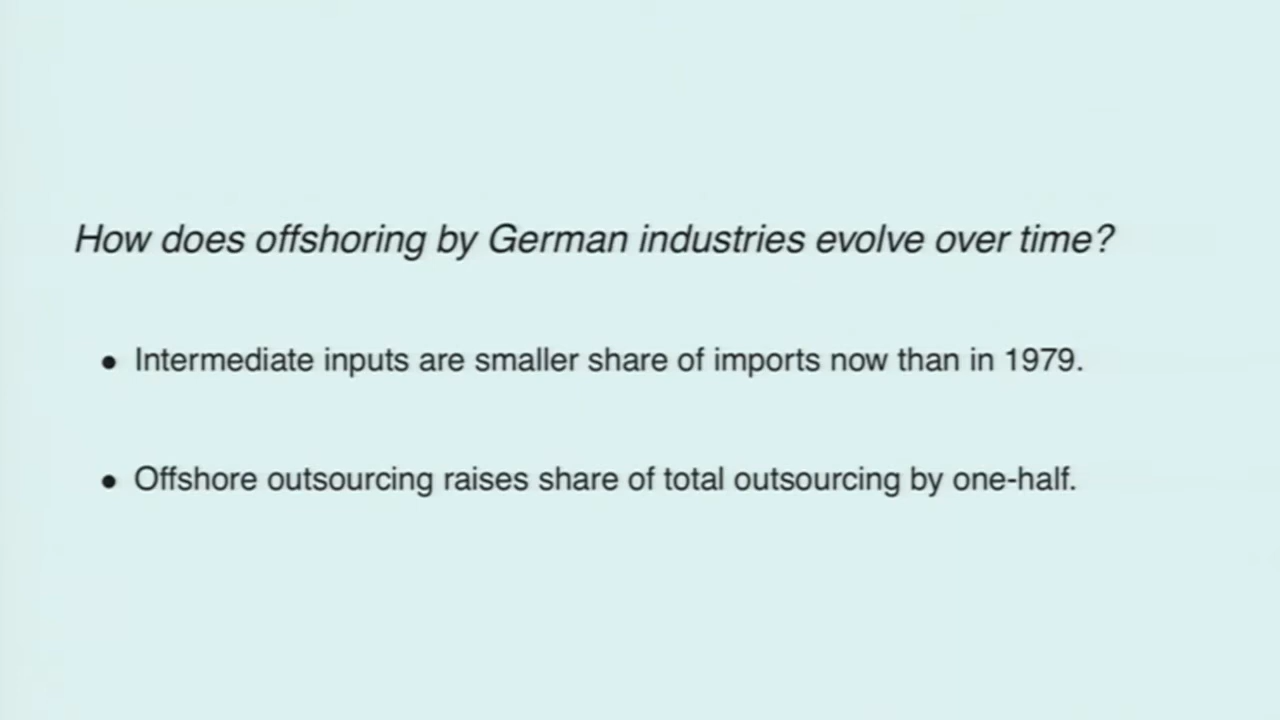 How does offshoring by German industries evolve over time?
• Intermediate inputs are smaller share of imports now than in 1979.
• Offshore outsourcing raises share of total outsourcing by one-half.